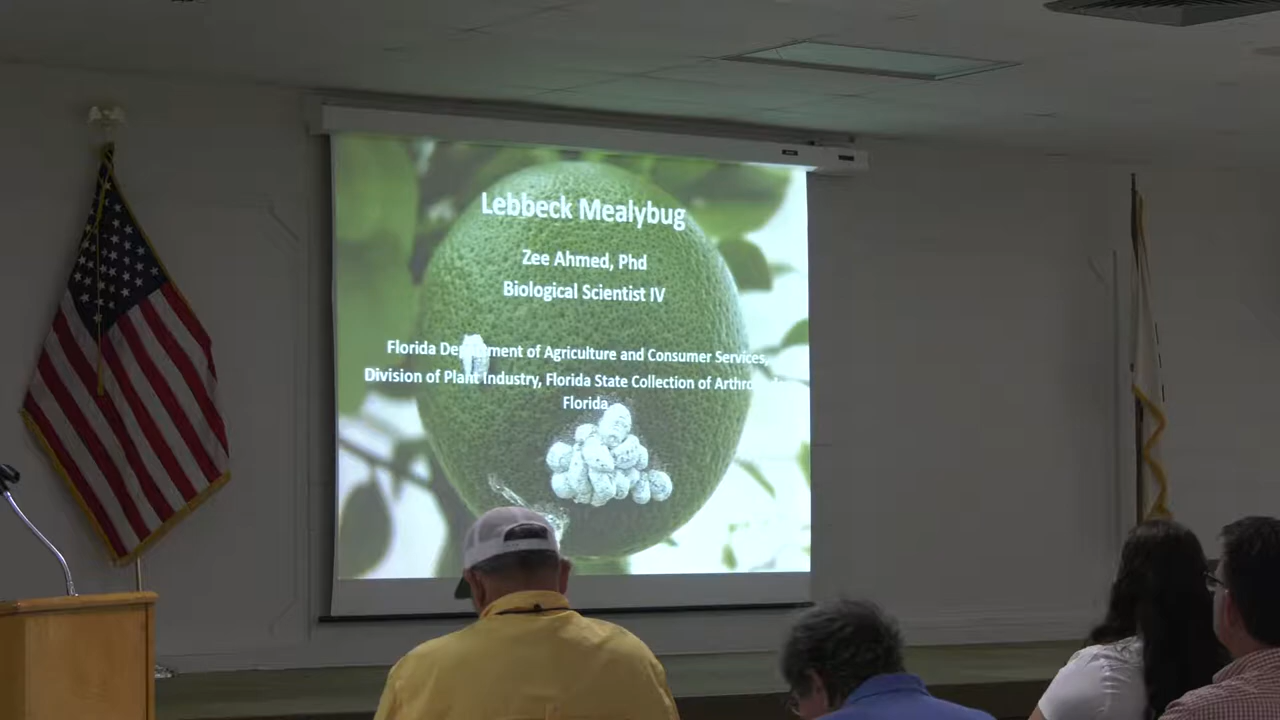 Lebbeck Mealybug
Zee Ahmed, Phd
Biological Scientist IV
Florida Department of Agriculture and Consumer Services,
Division of Plant Industry, Florida State Collection of
Florida